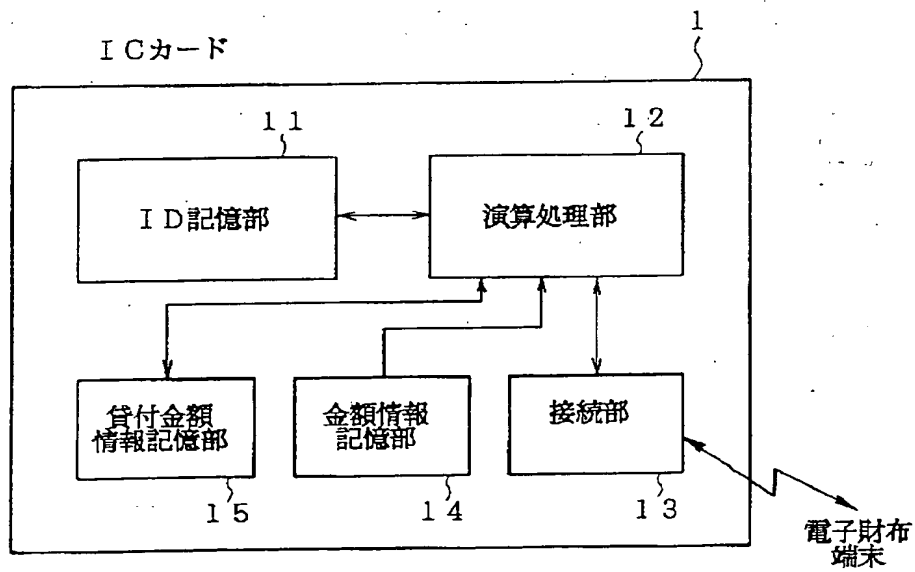 ICカード
1
11
12
ID記憶部
演算処理部
貸付金額
情報記憶部
金額情報
記憶部
接続部
15
14
13
電子財布
端末